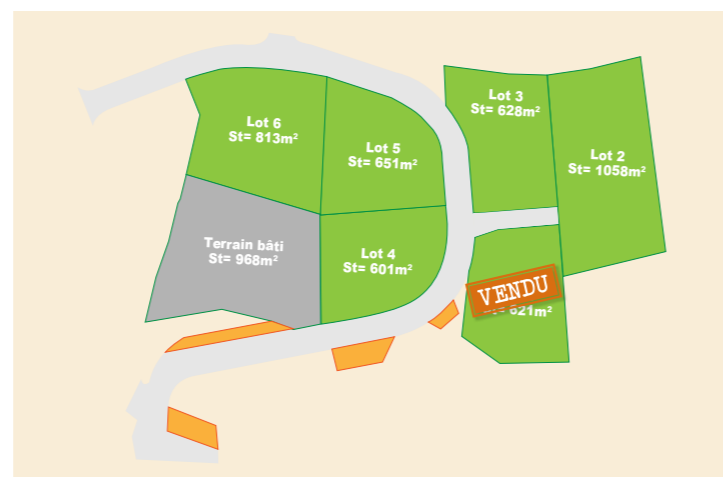 Lot 3
St= 628m²
Lot 6
St= 813m²
Lot 5
St= 651m²
Lot 2
St= 1058m²
Terrain bâti
St= 968m²
Lot 4
St= 601m²
VENDU
621m²